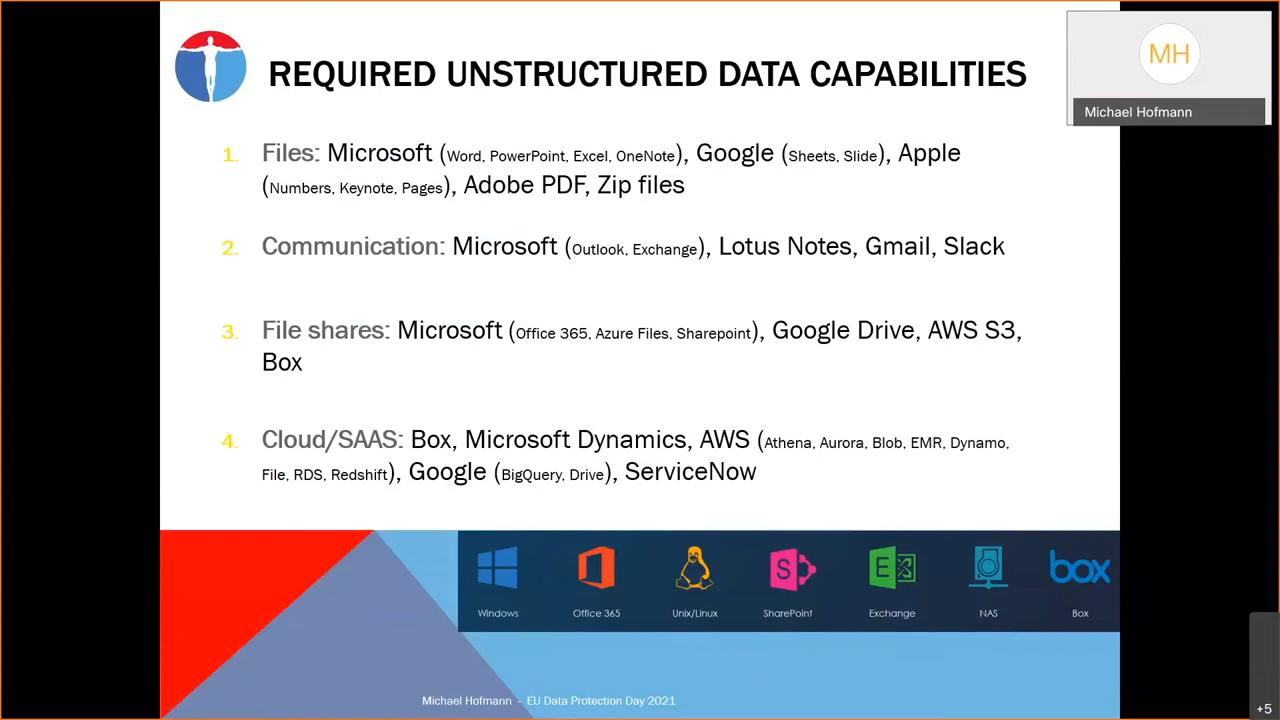 REQUIRED UNSTRUCTURED DATA CAPABILITIES
MH
Michael Hofmann
1. Files: Microsoft (Word, PowerPoint, Excel, OneNote), Google (Sheets, Slide), Apple
(Numbers, Keynote, Pages), Adobe PDF, Zip files
2. Communication: Microsoft (Outlook, Exchange), Lotus Notes, Gmail, Slack
3. File shares: Microsoft (Office 365, Azure Files, Sharepoint), Google Drive, AWS S3,
Box
4. Cloud/SAAS: Box, Microsoft Dynamics, AWS (Athena, Aurora, Blob, EMR, Dynamo,
File, RDS, Redshift), Google (BigQuery, Drive), ServiceNow
S E box
Windows Office 365 Unix/Linux SharePoint Exchange NAS Box
Michael Hofmann - EU Data Protection Day 2021
+5